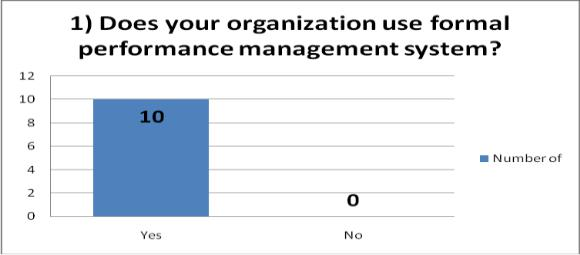 1) Does your organization use formal
performance management system?
12
10
8
6
4
2
0
10
0
Yes
No
Number of